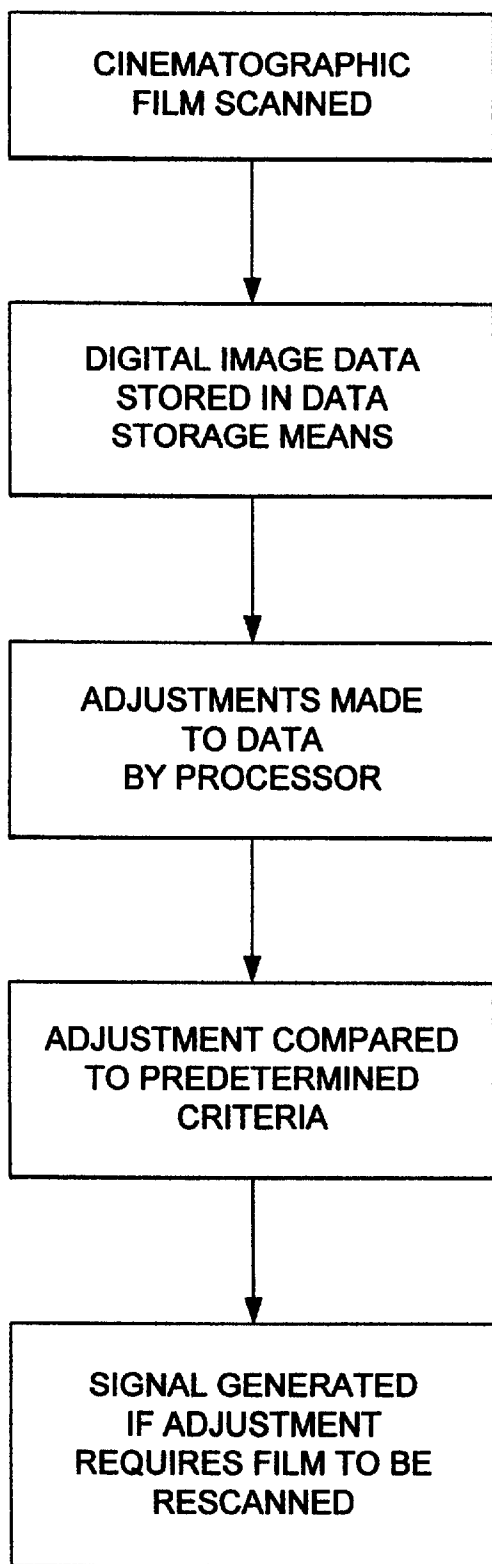 CINEMATOGRAPHIC
FILM SCANNED
DIGITAL IMAGE DATA
STORED IN DATA
STORAGE MEANS
ADJUSTMENTS MADE
TO DATA
BY PROCESSOR
ADJUSTMENT COMPARED
TO PREDETERMINED
CRITERIA
SIGNAL GENERATED
IF ADJUSTMENT
REQUIRES FILM TO BE
RESCANNED